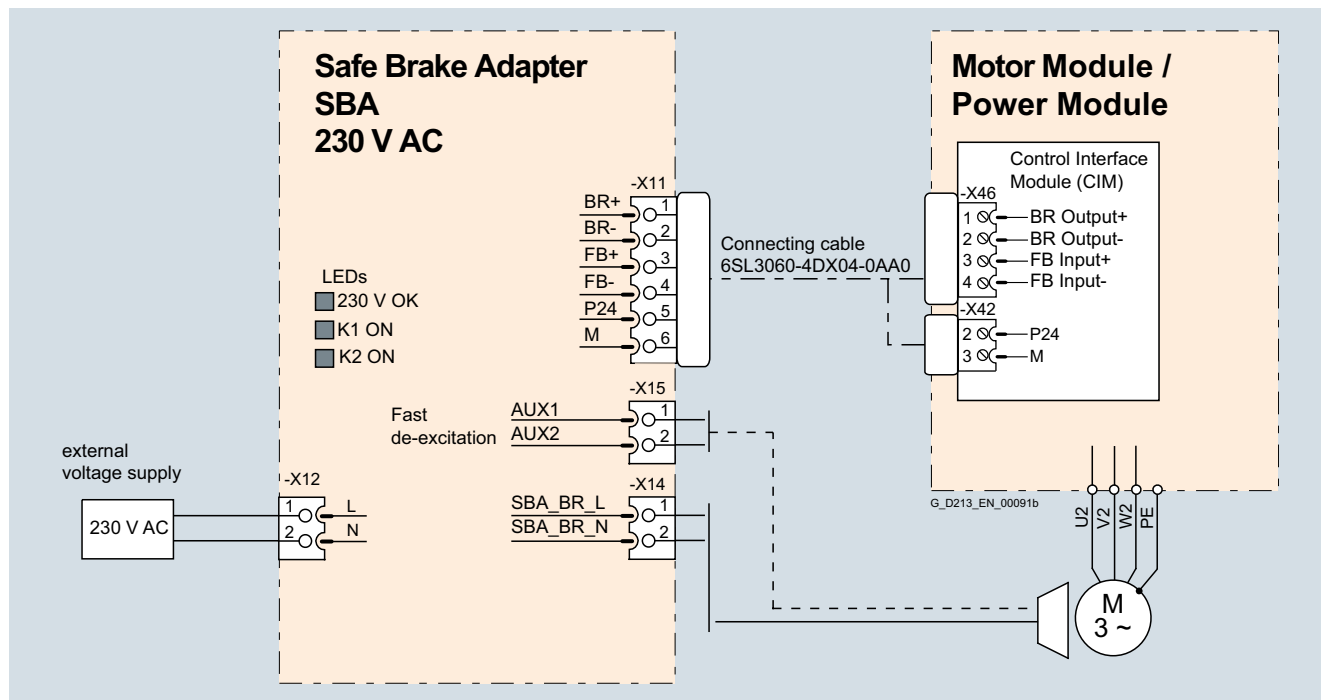 Safe Brake Adapter
SBA
230 V AC
LEDs
230 V OK
K1 ON
K2 ON
-X11
BR+ 1
BR- 2
FB+ 3
FB- 4
P24 5
M 6
Connecting cable
6SL3060-4DX04-0AA0
Fast
de-excitation
-X15
AUX1 1
AUX2 2
-X14
SBA_BR_L 1
SBA_BR_N 2
external
voltage supply
230 V AC
-X12
1 L
2 N
Motor Module /
Power Module
Control Interface
Module (CIM)
-X46
1 BR Output+
2 BR Output-
3 FB Input+
4 FB Input-
-X42
2 P24
3 M
G_D213_EN_00091b
U2
V2
W2
PE
M
3 ~